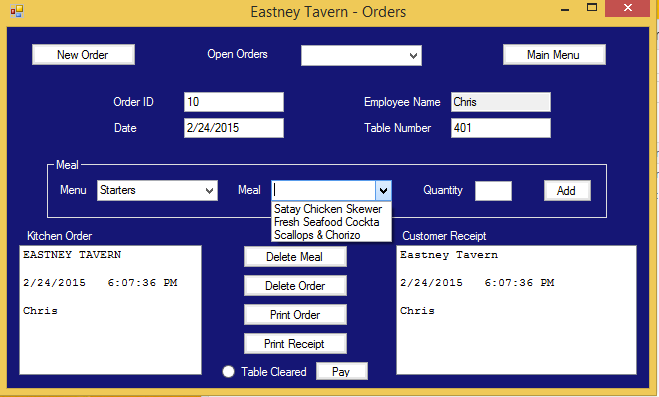 Eastney Tavern - Orders
New Order Open Orders Main Menu
Order ID 10 Employee Name Chris
Date 2/24/2015 Table Number 401
Meal
Menu Starters Meal Quantity Add
Satay Chicken Skewer
Fresh Seafood Cockta
Scallops & Chorizo
Kitchen Order Customer Receipt
EASTNEY TAVERN Delete Meal Eastney Tavern
2/24/2015 6:07:36 PM Delete Order 2/24/2015 6:07:36 PM
Chris Print Order Chris
Print Receipt
Table Cleared Pay